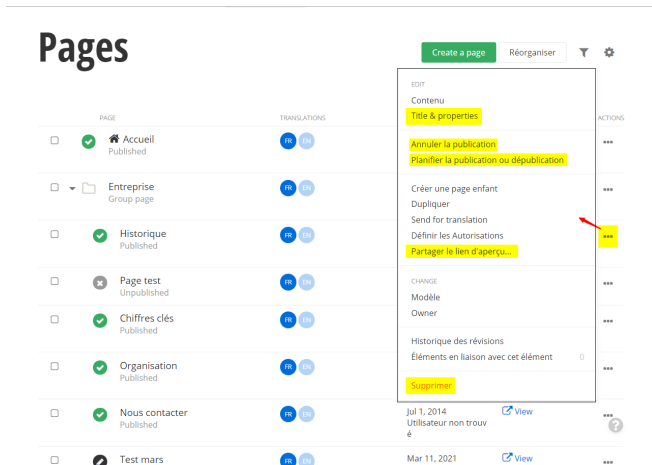 Pages
Create a page
Réorganiser
EDIT
Contenu
Title & properties
Annuler la publication
Planifier la publication ou dépublication
Créer une page enfant
Dupliquer
Send for translation
Définir les Autorisations
Partager le lien d'aperçu...
CHANGE
Modèle
Owner
Historique des révisions
Éléments en liaison avec cet élément 0
Supprimer
PAGE TRANSLATIONS ACTIONS
Accueil FR EN
Published
Entreprise FR EN
Group page
Historique FR EN
Published
Page test FR EN
Unpublished
Chiffres clés FR EN
Published
Organisation FR EN
Published
Nous contacter FR EN Jul 1, 2014 View
Published Utilisateur non trouv
é
?
Test mars FR EN Mar 11, 2021 View